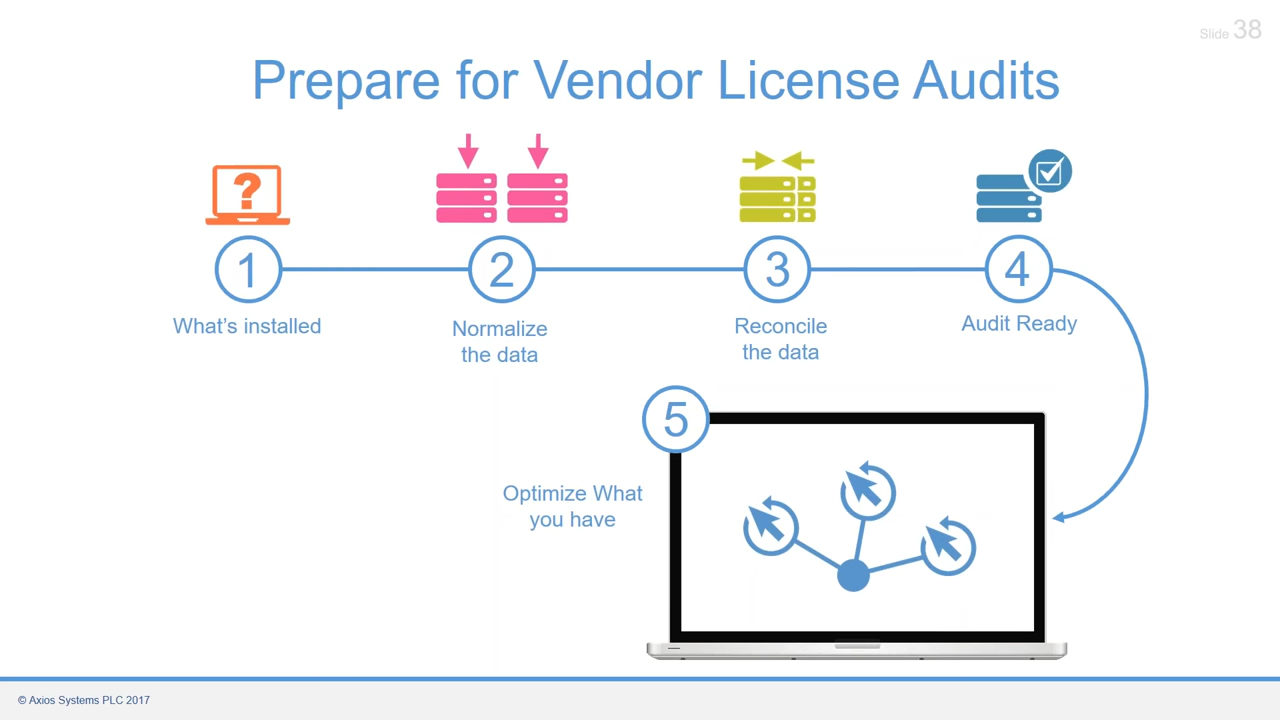 Slide 38
Prepare for Vendor License Audits
?
1
2
3
4
What's installed
Normalize
the data
Reconcile
the data
Audit Ready
5
Optimize What
you have
© Axios Systems PLC 2017